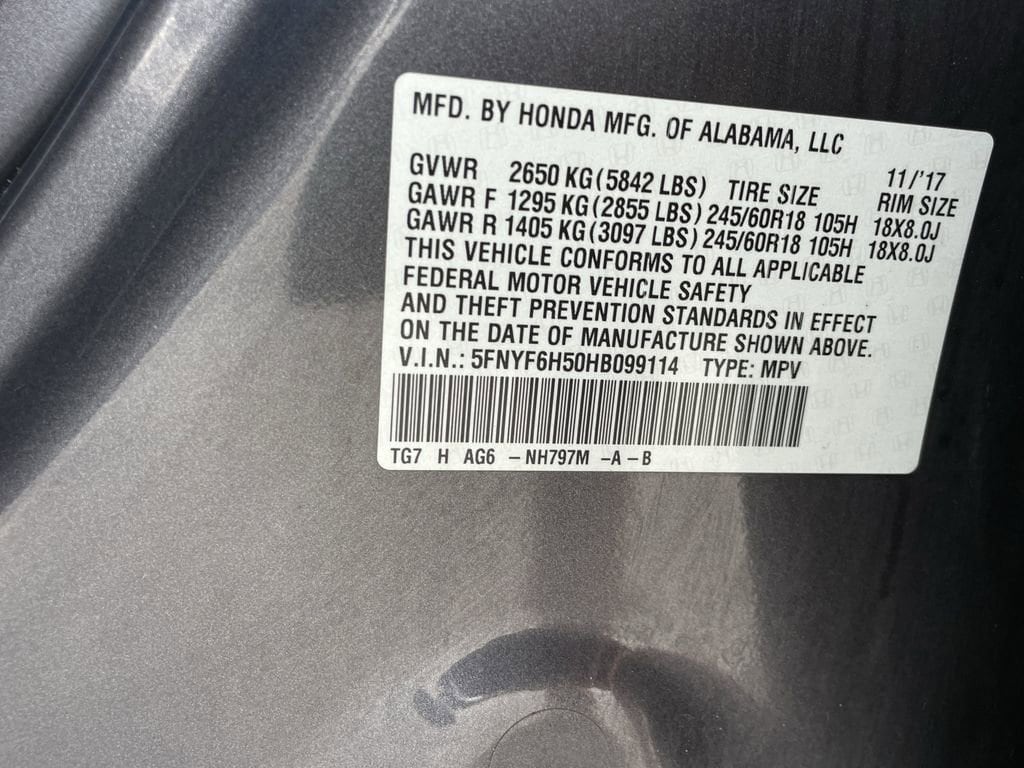 MFD. BY HONDA MFG. OF ALABAMA, LLC
11/'17
GVWR 2650 KG (5842 LBS) TIRE SIZE RIM SIZE
GAWR F 1295 KG (2855 LBS) 245/60R18 105H 18X8.0J
GAWR R 1405 KG (3097 LBS) 245/60R18 105H 18X8.0J
THIS VEHICLE CONFORMS TO ALL APPLICABLE
FEDERAL MOTOR VEHICLE SAFETY
AND THEFT PREVENTION STANDARDS IN EFFECT
ON THE DATE OF MANUFACTURE SHOWN ABOVE.
V.I.N.: 5FNYF6H50HB099114 TYPE: MPV
TG7 H AG6 – NH797M – A – B